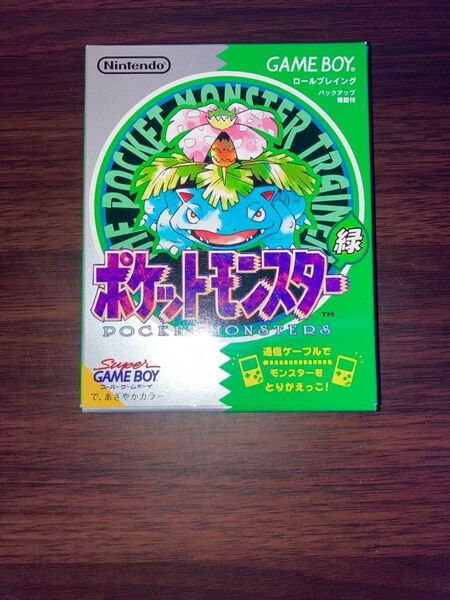 Nintendo
GAME BOY®
ロールプレイング
バックアップ
機能付
THE POCKET MONSTER TRAINER
緑
ポケットモンスター
TM
POCKET MONSTERS
通信ケーブルで
モンスターを
とりかえっこ!
Super
GAME BOY
スーパーゲームボーイ
で、あざやかカラー